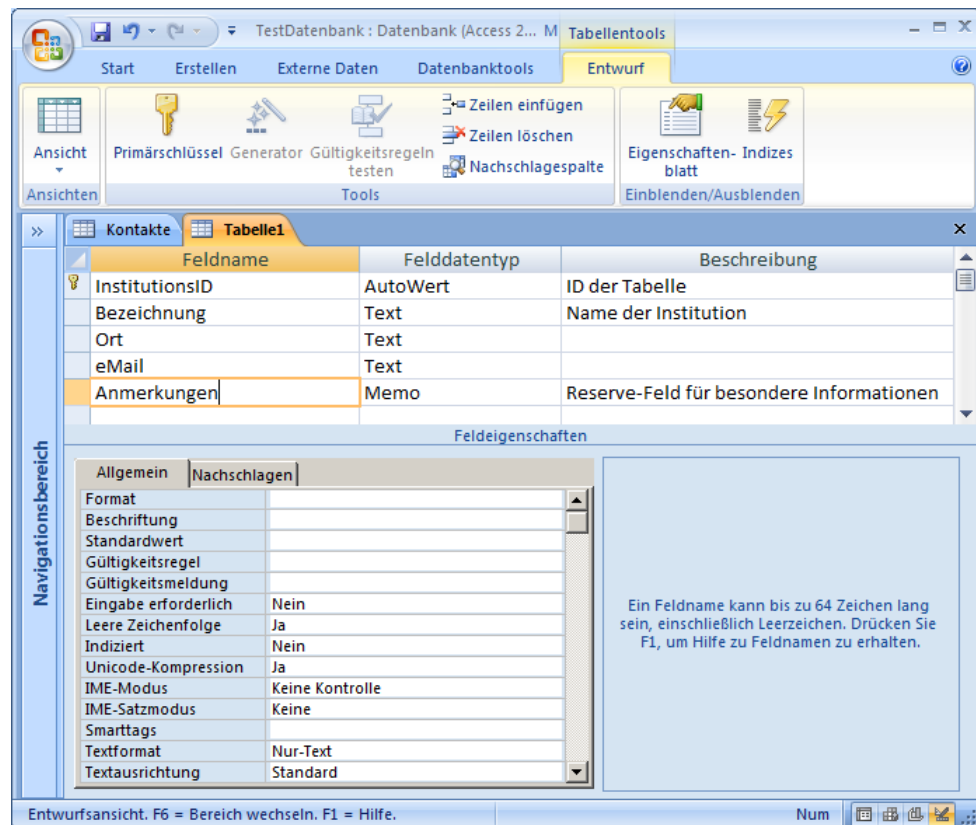 TestDatenbank : Datenbank (Access 2... M
Tabellentools
Start Erstellen Externe Daten Datenbanktools Entwurf
Ansicht
Ansichten
Primärschlüssel Generator Gültigkeitsregeln testen
Zeilen einfügen
Zeilen löschen
Nachschlagespalte
Tools
Eigenschaften-blatt Indizes
Einblenden/Ausblenden
Kontakte Tabelle1
Feldname Felddatentyp Beschreibung
InstitutionsID AutoWert ID der Tabelle
Bezeichnung Text Name der Institution
Ort Text
eMail Text
Anmerkungen Memo Reserve-Feld für besondere Informationen
Navigationsbereich
Feldeigenschaften
Allgemein Nachschlagen
Format
Beschriftung
Standardwert
Gültigkeitsregel
Gültigkeitsmeldung
Eingabe erforderlich Nein
Leere Zeichenfolge Ja
Indiziert Nein
Unicode-Kompression Ja
IME-Modus Keine Kontrolle
IME-Satzmodus Keine
Smarttags
Textformat Nur-Text
Textausrichtung Standard
Ein Feldname kann bis zu 64 Zeichen lang
sein, einschließlich Leerzeichen. Drücken Sie
F1, um Hilfe zu Feldnamen zu erhalten.
Entwurfsansicht. F6 = Bereich wechseln. F1 = Hilfe. Num